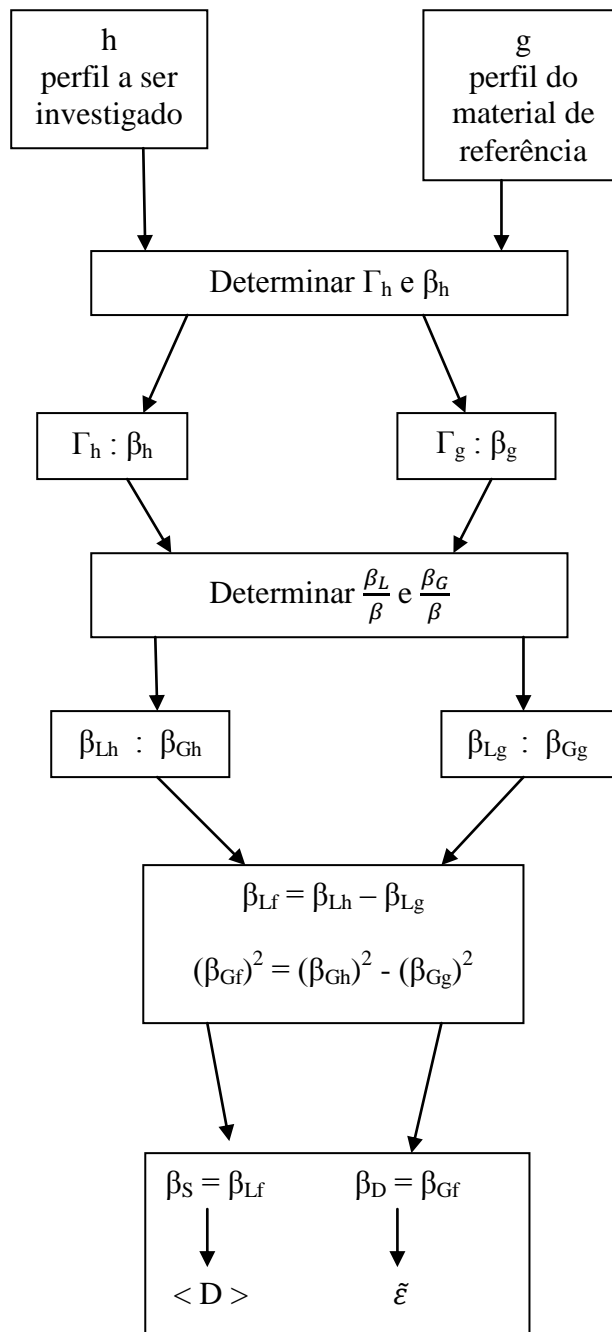 h
perfil a ser
investigado
g
perfil do
material de
referência
Determinar Γh e βh
Γh : βh
Γg : βg
Determinar βL/β e βG/β
βLh : βGh
βLg : βGg
βLf = βLh – βLg
(βGf)² = (βGh)² - (βGg)²
βS = βLf
βD = βGf
< D >
ε̃